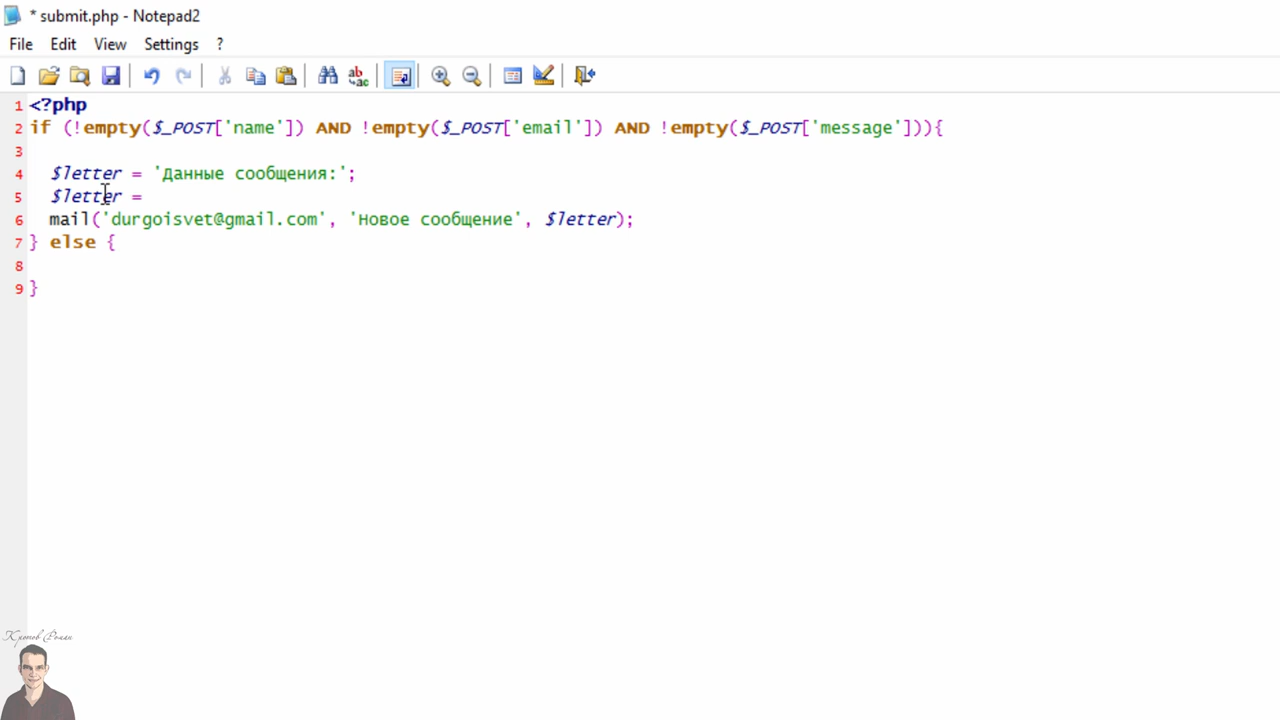 * submit.php - Notepad2
File Edit View Settings ?
1 <?php
2 if (!empty($_POST['name']) AND !empty($_POST['email']) AND !empty($_POST['message'])){
3
4 $letter = 'Данные сообщения:';
5 $letter =
6 mail('durgoisvet@gmail.com', 'Новое сообщение', $letter);
7 } else {
8
9 }
Кротов Роман